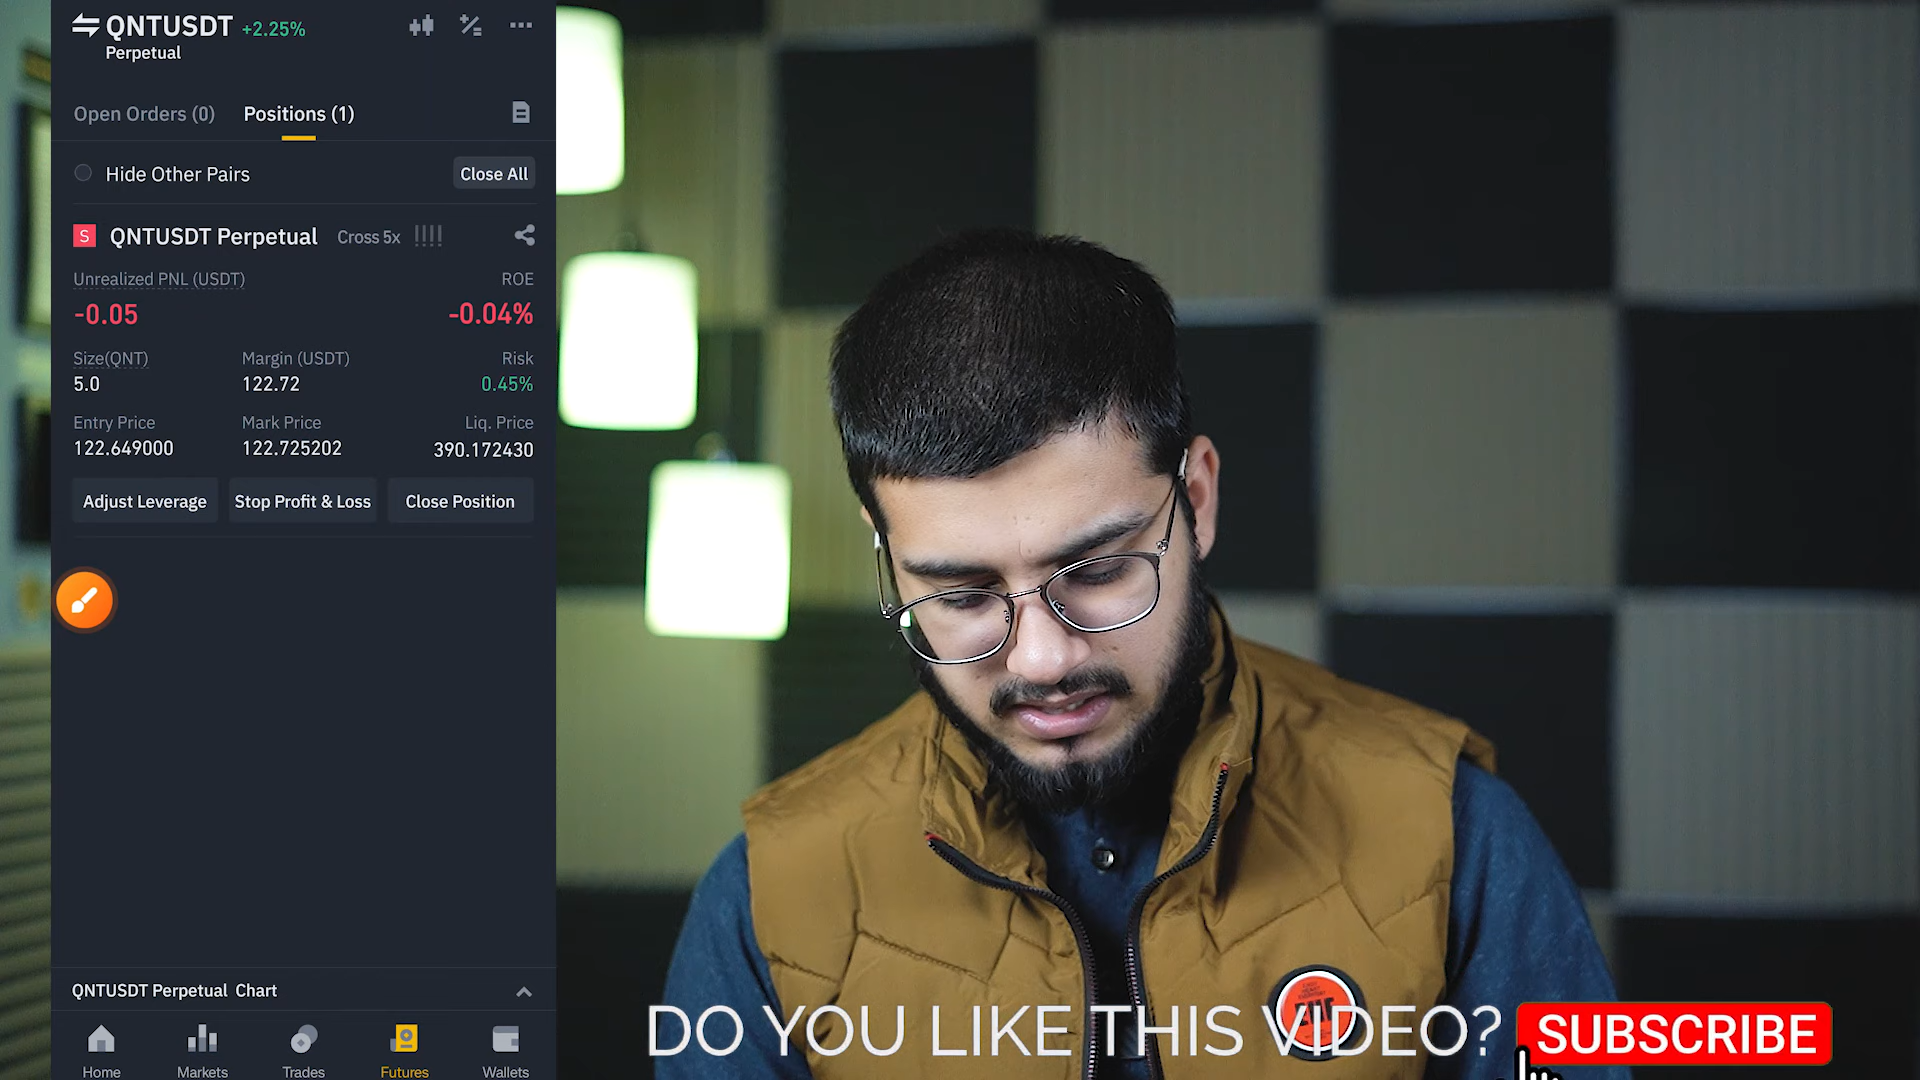 QNTUSDT +2.25%
Perpetual
Open Orders (0) Positions (1)
Hide Other Pairs Close All
S QNTUSDT Perpetual Cross 5x
Unrealized PNL (USDT) ROE
-0.05 -0.04%
Size(QNT) Margin (USDT) Risk
5.0 122.72 0.45%
Entry Price Mark Price Liq. Price
122.649000 122.725202 390.172430
Adjust Leverage Stop Profit & Loss Close Position
QNTUSDT Perpetual Chart
Home Markets Trades Futures Wallets
DO YOU LIKE THIS VIDEO? SUBSCRIBE